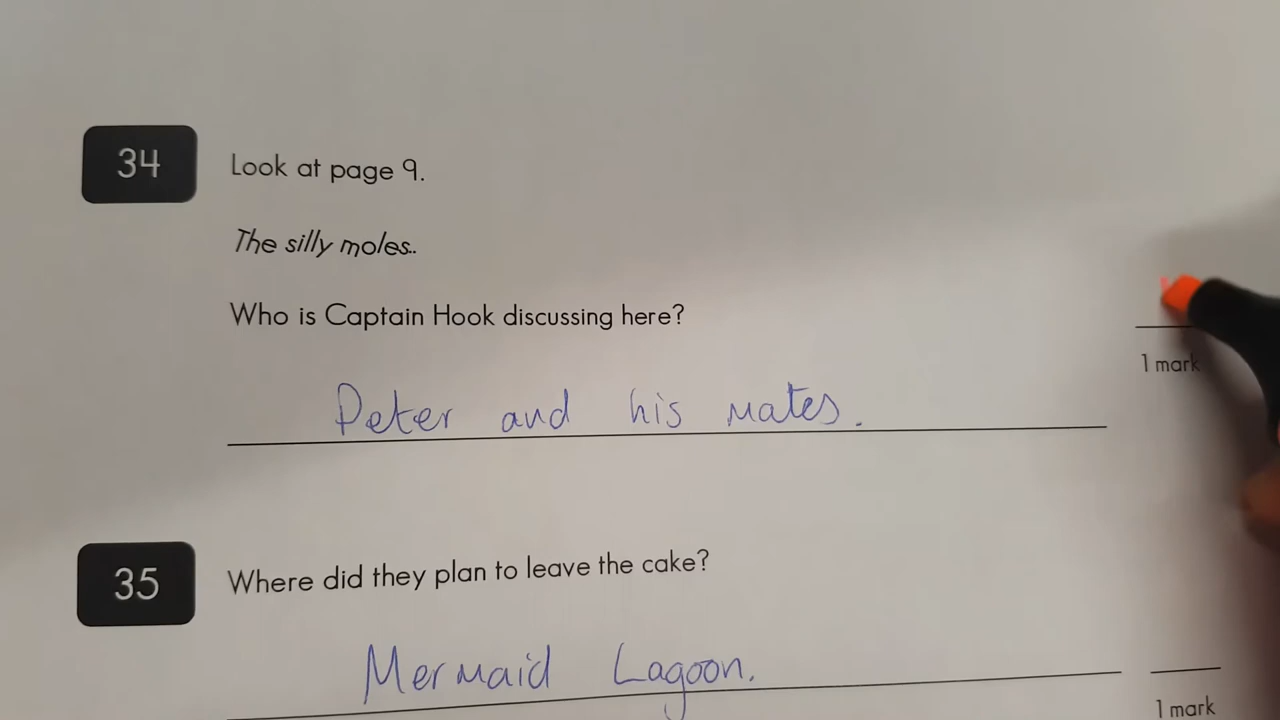 34
Look at page 9.
The silly moles..
Who is Captain Hook discussing here?
1 mark
Peter and his mates.
35
Where did they plan to leave the cake?
Mermaid Lagoon.
1 mark